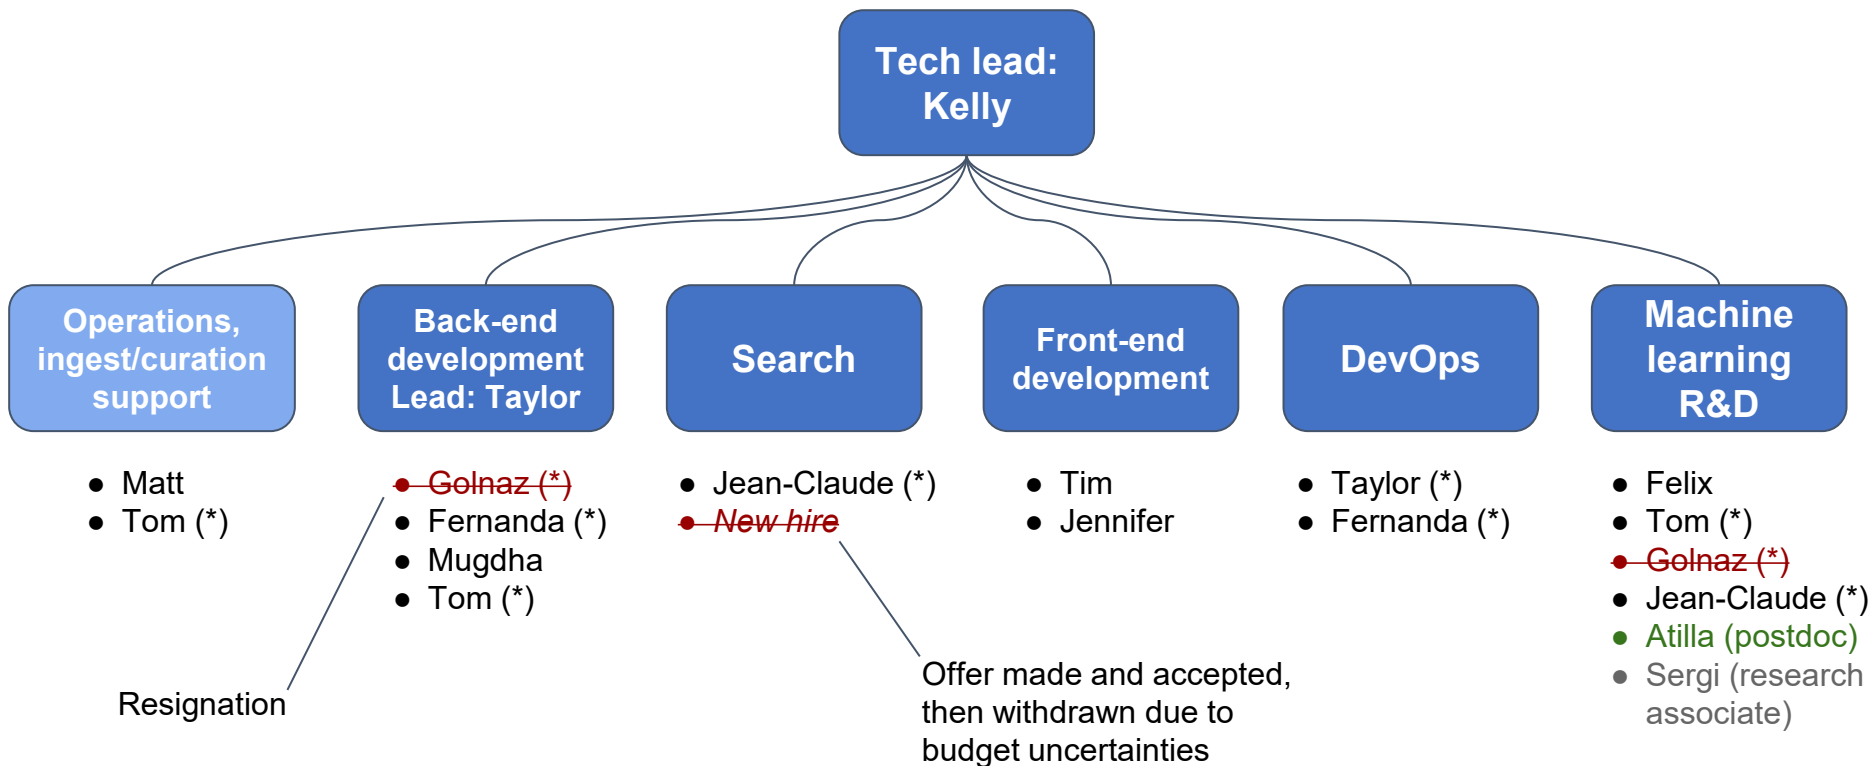 Tech lead:
Kelly
Operations,
ingest/curation
support
Back-end
development
Lead: Taylor
Search
Front-end
development
DevOps
Machine
learning
R&D
● Matt
● Tom (*)
● Golnaz (*)
● Fernanda (*)
● Mugdha
● Tom (*)
● Jean-Claude (*)
● New hire
● Tim
● Jennifer
● Taylor (*)
● Fernanda (*)
● Felix
● Tom (*)
● Golnaz (*)
● Jean-Claude (*)
● Atilla (postdoc)
● Sergi (research
associate)
Resignation
Offer made and accepted,
then withdrawn due to
budget uncertainties